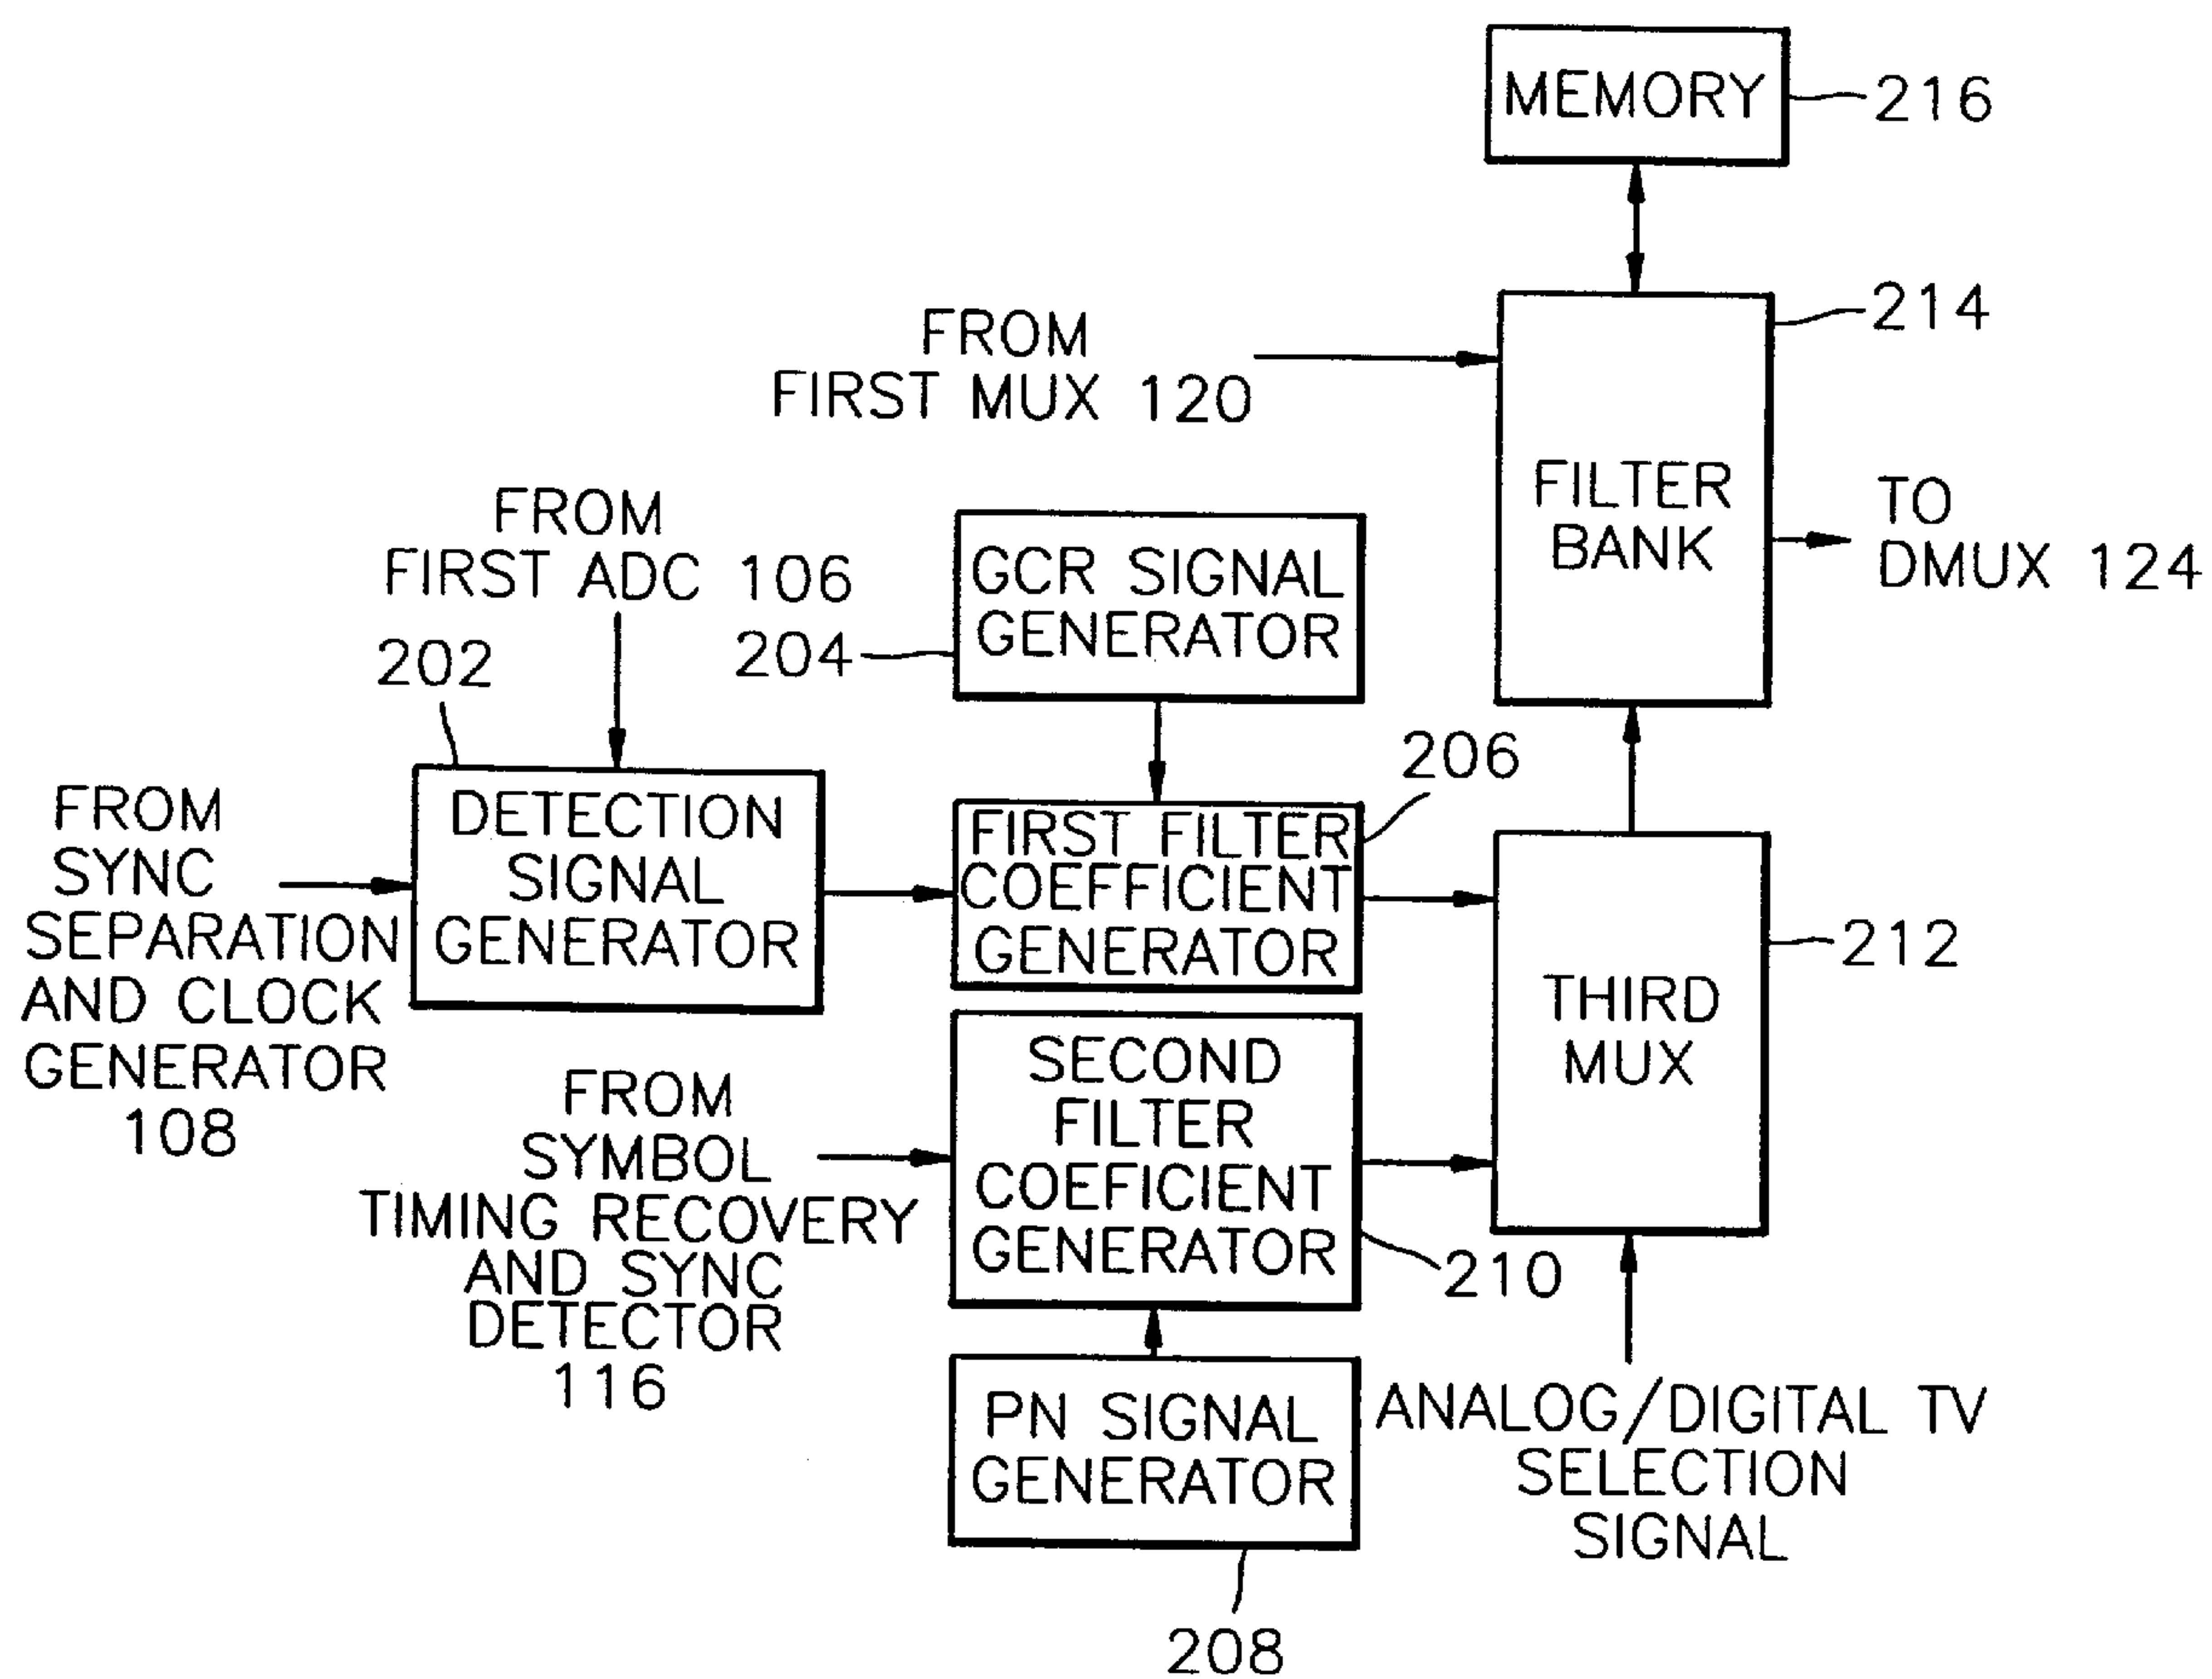 MEMORY
216
214
FROM
FIRST MUX 120
FILTER
BANK
TO
DMUX 124
FROM
FIRST ADC 106
GCR SIGNAL
GENERATOR
204
202
206
FROM
SYNC
SEPARATION
AND CLOCK
GENERATOR
108
DETECTION
SIGNAL
GENERATOR
FIRST FILTER
COEFFICIENT
GENERATOR
212
THIRD
MUX
FROM
SYMBOL
TIMING RECOVERY
AND SYNC
DETECTOR
116
SECOND
FILTER
COEFICIENT
GENERATOR
210
PN SIGNAL
GENERATOR
ANALOG/DIGITAL TV
SELECTION
SIGNAL
208